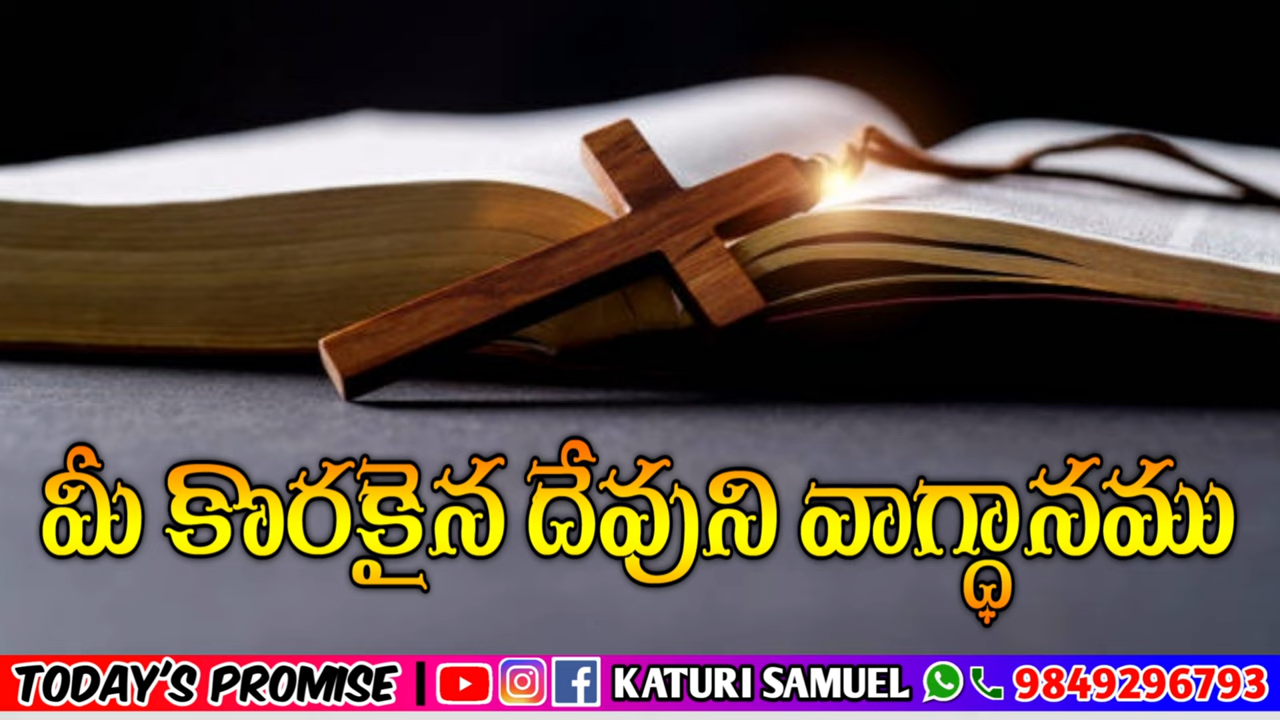 మీ కొరకైన దేవుని వాగ్ధానము
TODAY'S PROMISE | KATURI SAMUEL 9849296793